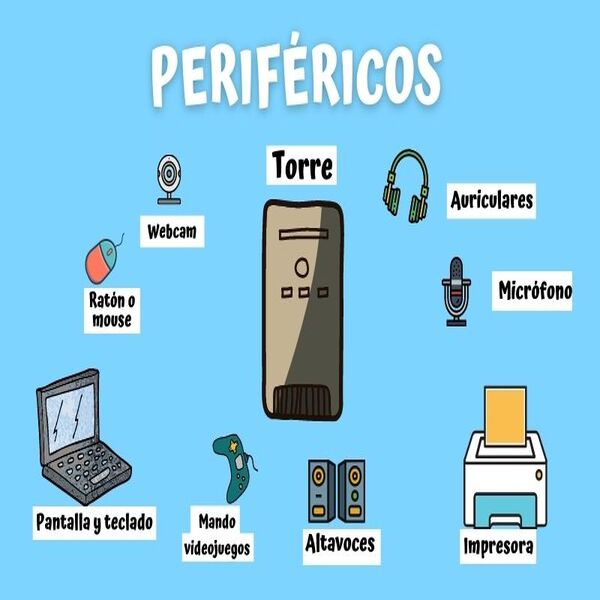 PERIFÉRICOS
Torre
Auriculares
Webcam
Micrófono
Ratón o
mouse
Pantalla y teclado
Mando
videojuegos
Altavoces
Impresora